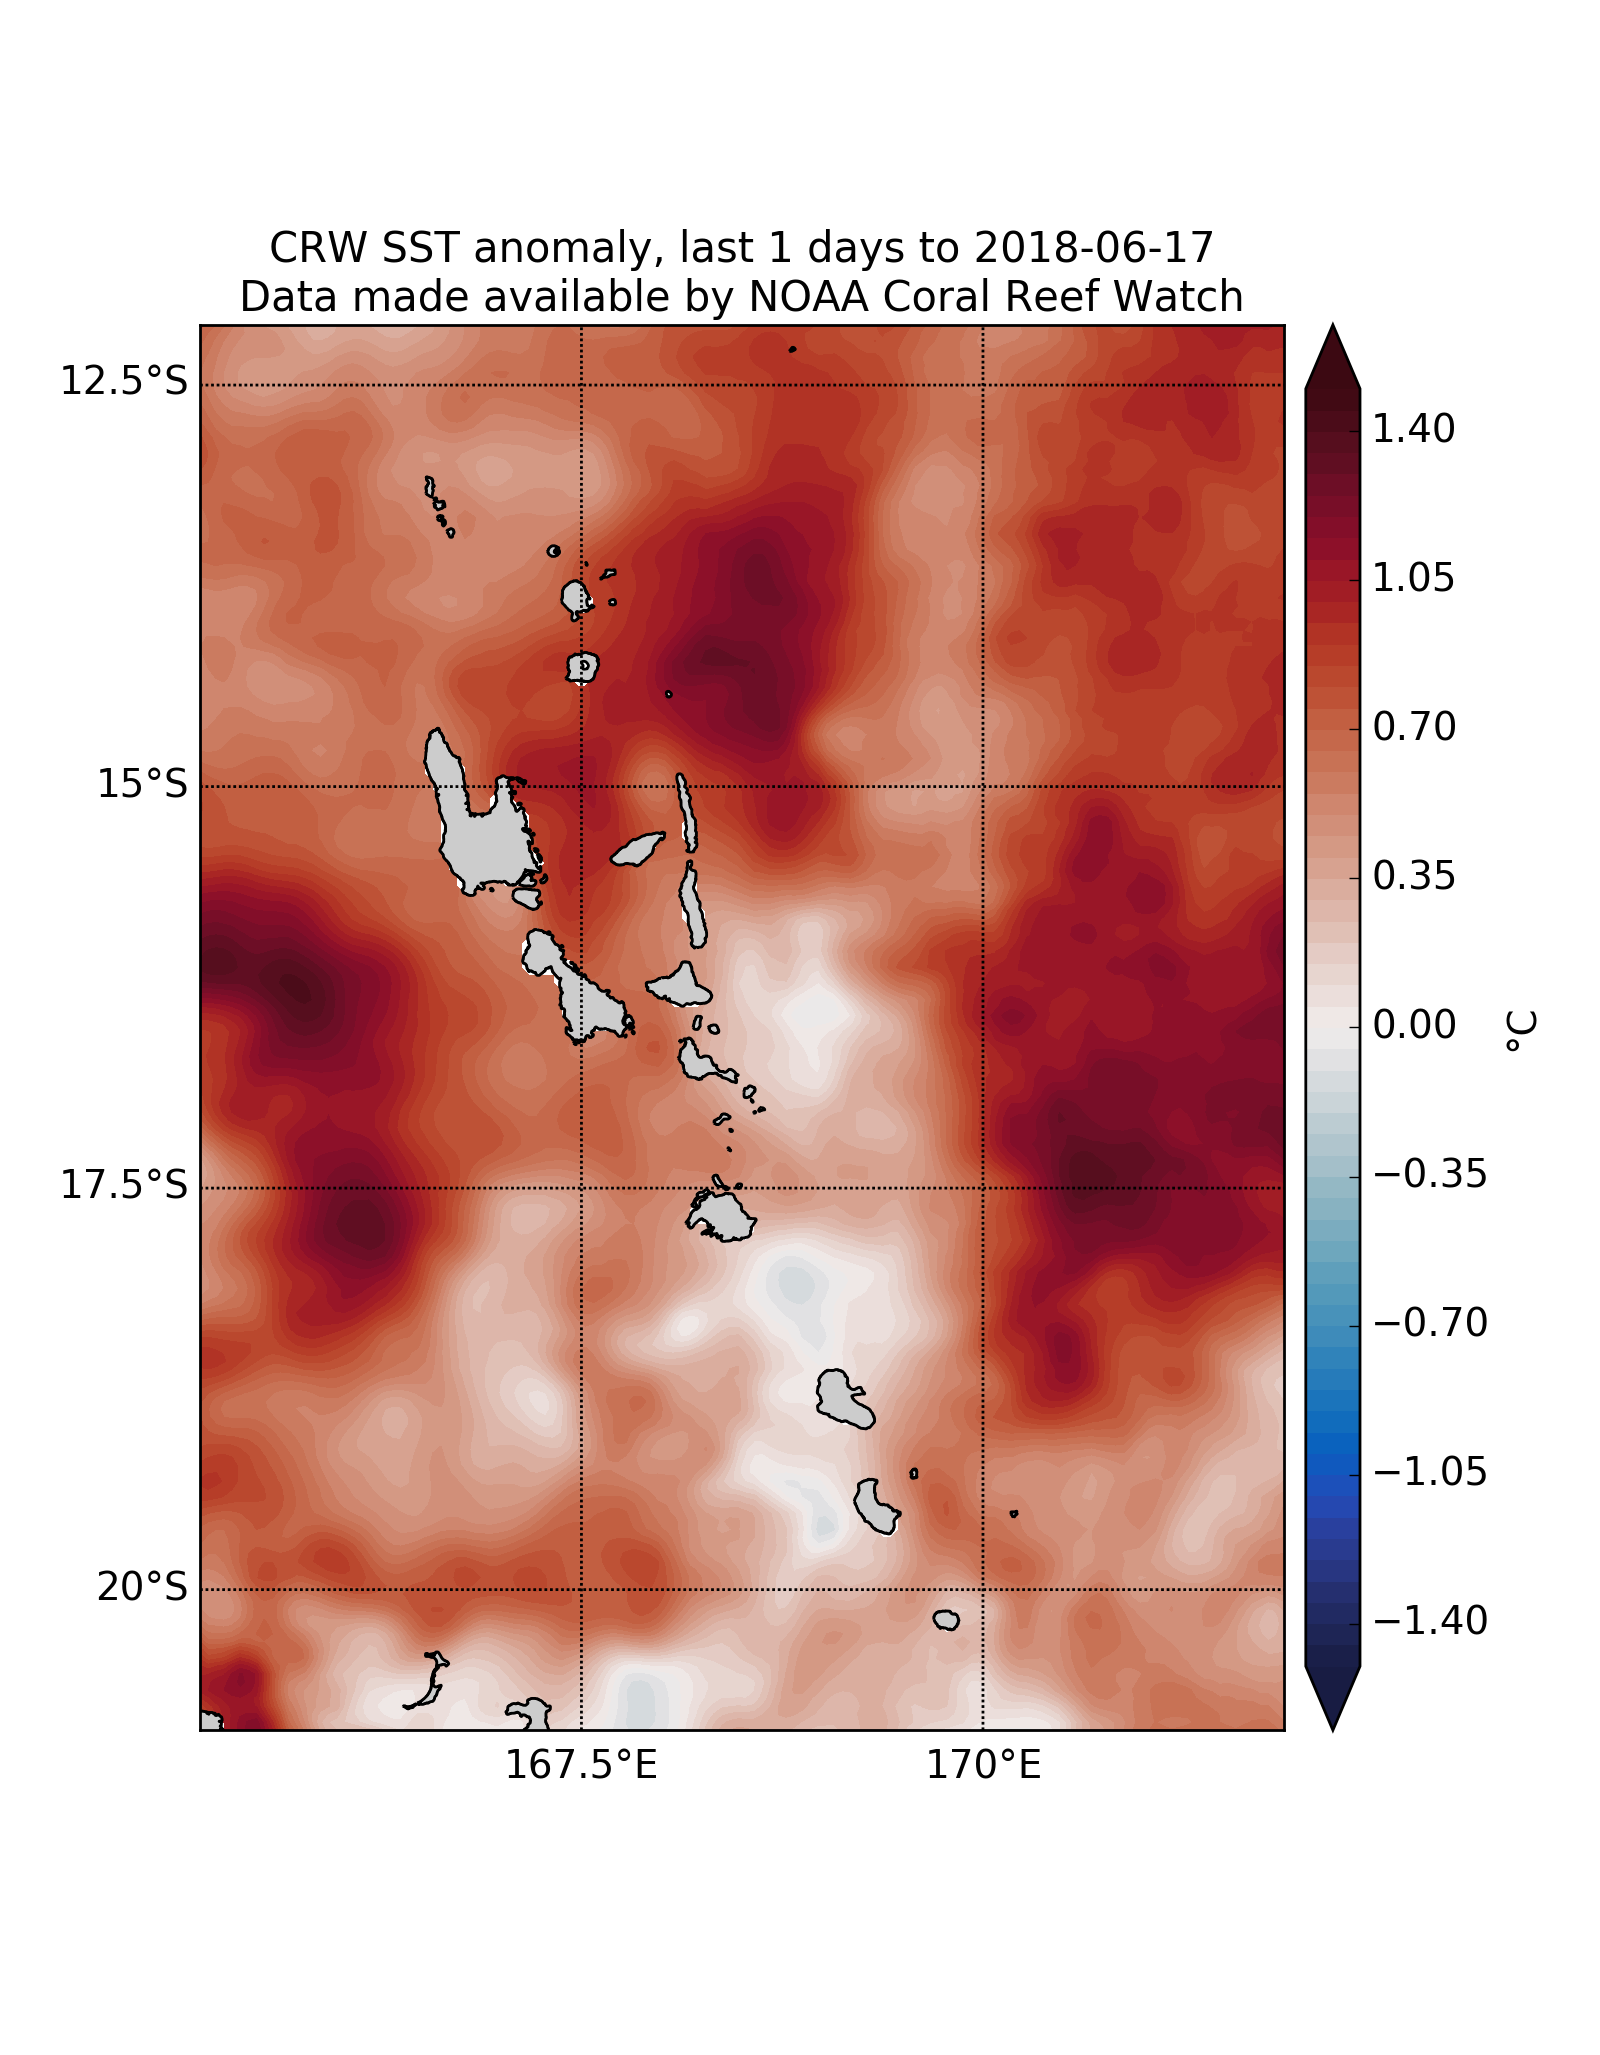 CRW SST anomaly, last 1 days to 2018-06-17
Data made available by NOAA Coral Reef Watch
12.5°S
15°S
17.5°S
20°S
167.5°E
170°E
1.40
1.05
0.70
0.35
0.00
−0.35
−0.70
−1.05
−1.40
°C